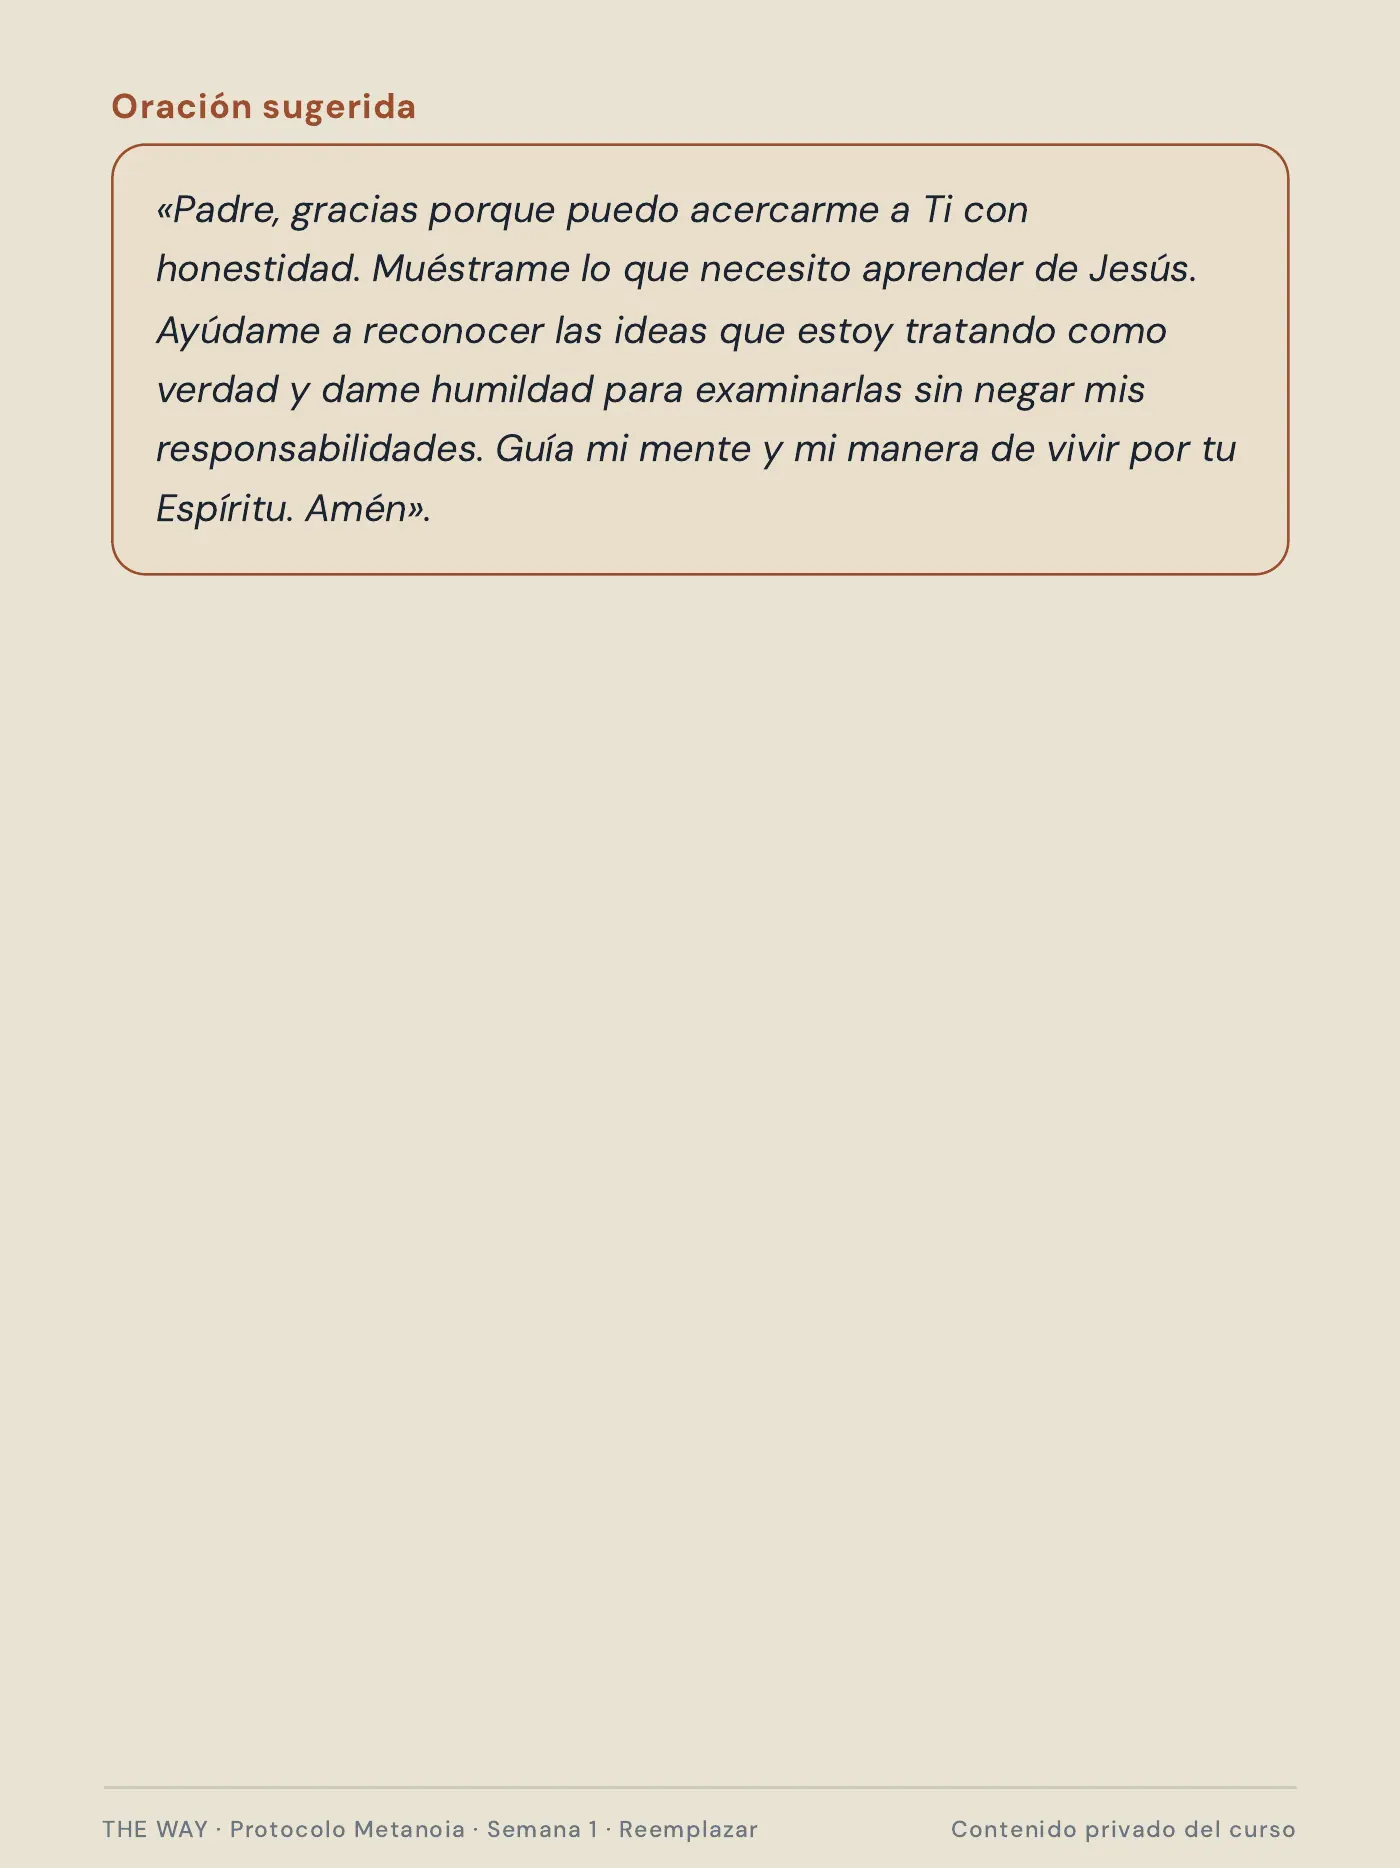 Oración sugerida
«Padre, gracias porque puedo acercarme a Ti con
honestidad. Muéstrame lo que necesito aprender de Jesús.
Ayúdame a reconocer las ideas que estoy tratando como
verdad y dame humildad para examinarlas sin negar mis
responsabilidades. Guía mi mente y mi manera de vivir por tu
Espíritu. Amén».
THE WAY · Protocolo Metanoia · Semana 1 · Reemplazar
Contenido privado del curso